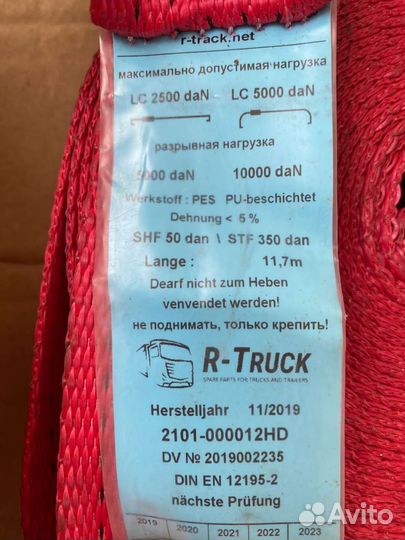 r-track.net
максимально допустимая нагрузка
LC 2500 daN LC 5000 daN
разрывная нагрузка
5000 daN 10000 daN
Werkstoff : PES PU-beschichtet
Dehnung < 5 %
SHF 50 dan \ STF 350 dan
Lange : 11,7m
Dearf nicht zum Heben
venvendet werden!
не поднимать, только крепить!
R-TRUCK
SPARE PARTS FOR TRUCKS AND TRAILERS
Herstelljahr 11/2019
2101-000012HD
DV № 2019002235
DIN EN 12195-2
nächste Prüfung
2019 2020 2021 2022 2023
Avito